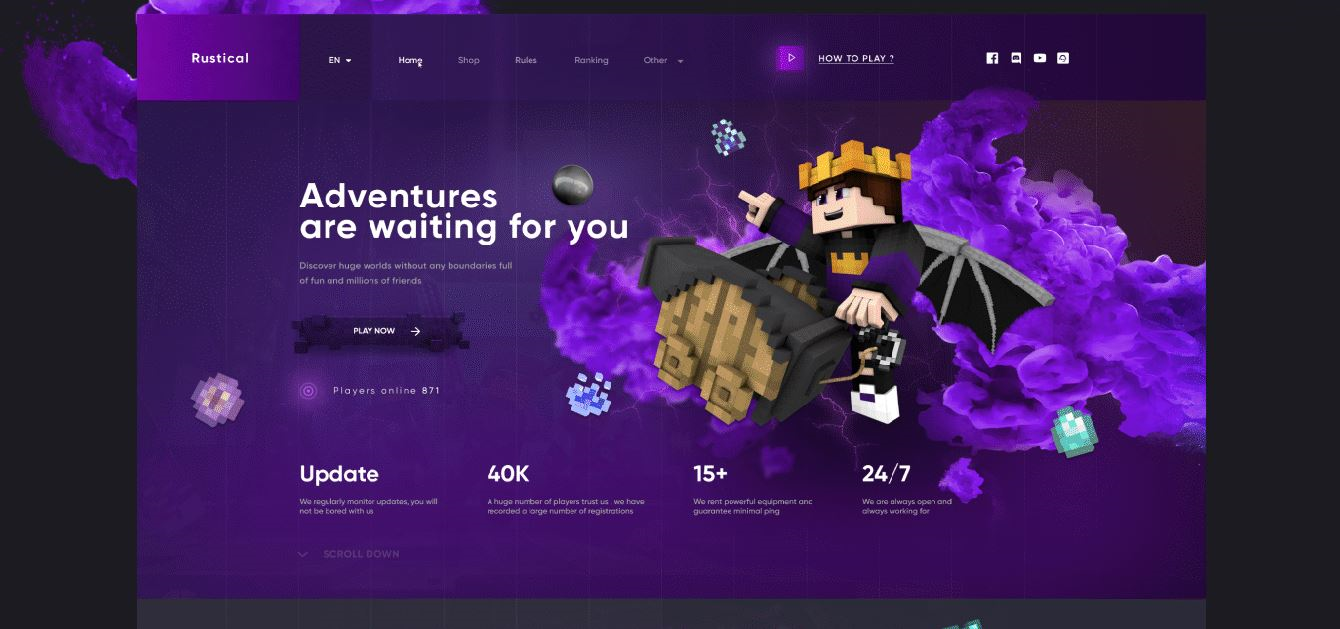 Rustical
EN
Home
Shop
Rules
Ranking
Other
HOW TO PLAY ?
Adventures
are waiting for you
Discover huge worlds without any boundaries full
of fun and millions of friends
PLAY NOW
Players online 871
Update
We regularly monitor updates, you will
not be bored with us
40K
A huge number of players trust us we have
recorded a large number of registrations
15+
We rent powerful equipment and
guarantee minimal ping
24/7
We are always open and
always working for
SCROLL DOWN